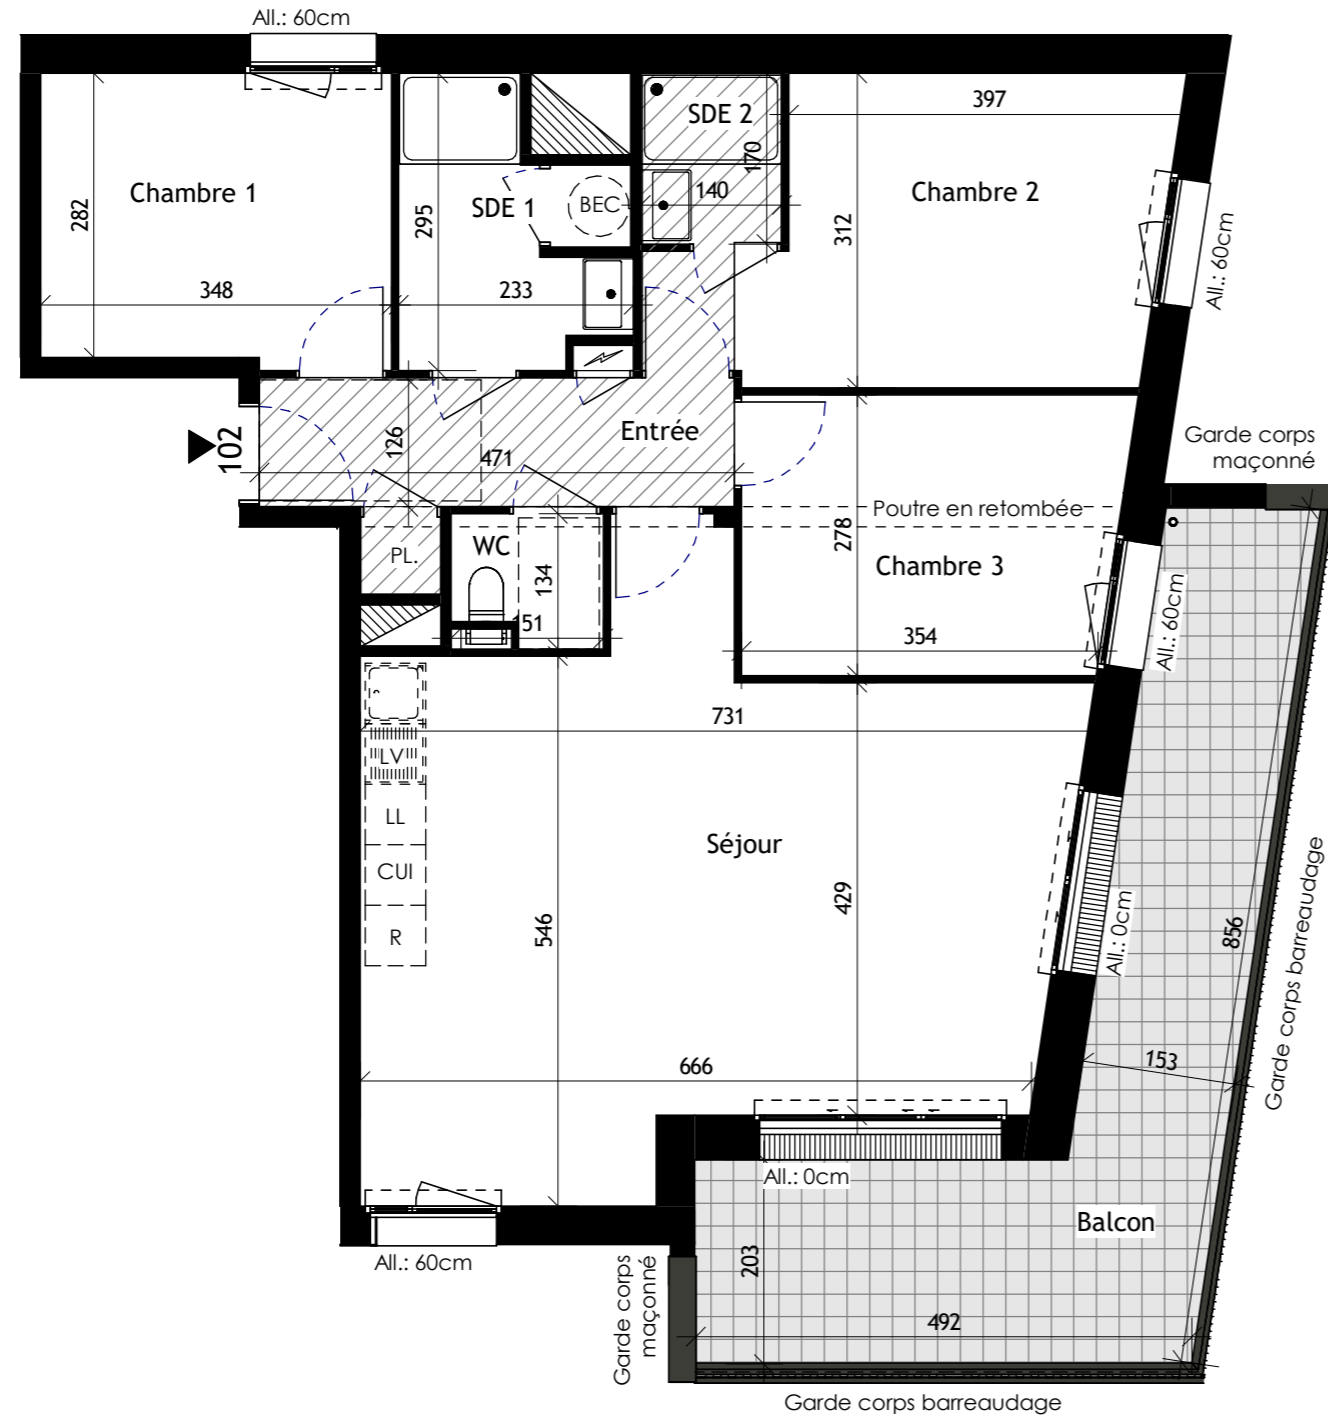 All.: 60cm
397
SDE 2
170
Chambre 1
282
295
SDE 1
BEC
140
Chambre 2
312
All.: 60cm
348
233
102
126
471
Entrée
Garde corps
maçonné
Poutre en retombée
278
PL.
WC
134
151
Chambre 3
354
All.: 60cm
731
LV
LL
CUI
R
Séjour
546
429
All.: 0cm
856
Garde corps barreaudage
153
666
All.: 0cm
Balcon
All.: 60cm
Garde corps
maçonné
203
492
Garde corps barreaudage